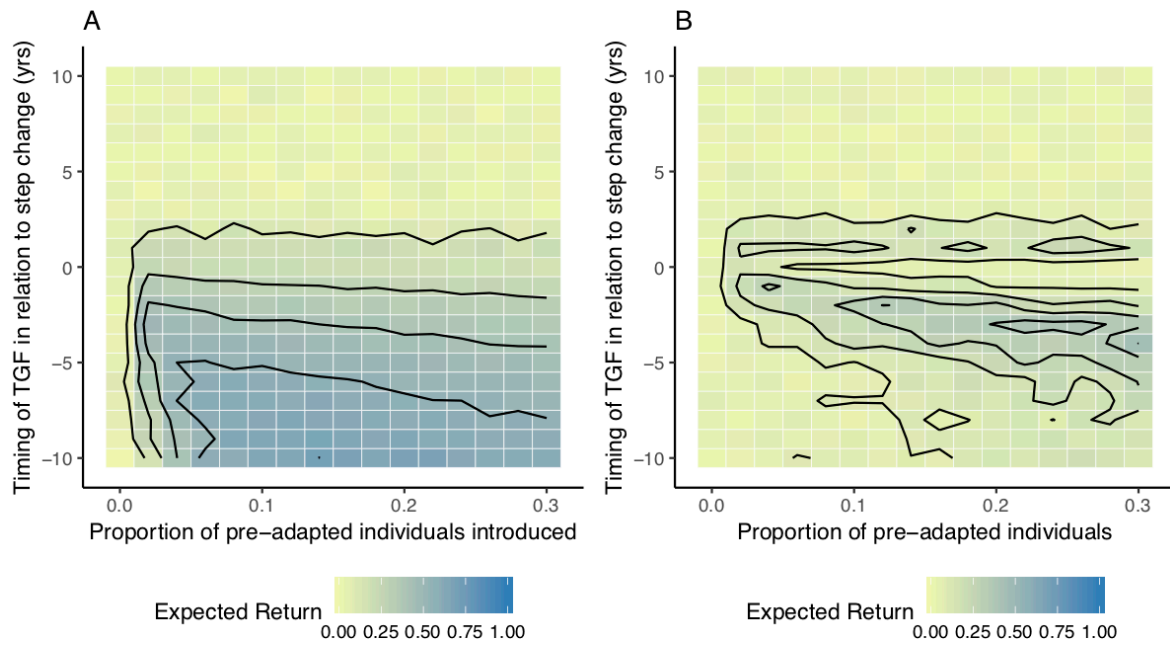 A
Timing of TGF in relation to step change (yrs)
10
5
0
−5
−10
0.0 0.1 0.2 0.3
Proportion of pre−adapted individuals introduced
Expected Return
0.00 0.25 0.50 0.75 1.00
B
Timing of TGF in relation to step change (yrs)
10
5
0
−5
−10
0.0 0.1 0.2 0.3
Proportion of pre−adapted individuals
Expected Return
0.00 0.25 0.50 0.75 1.00